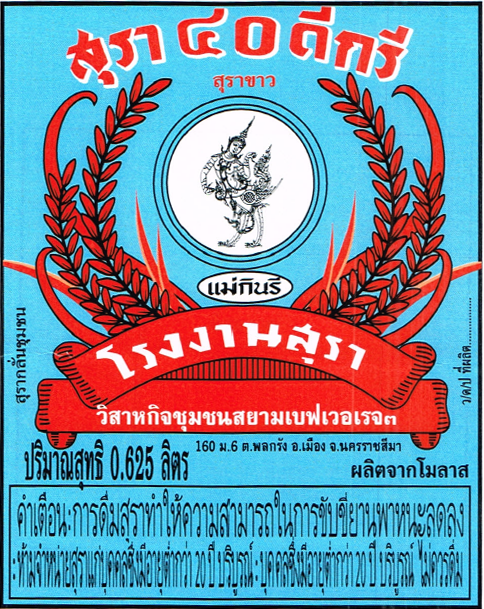 สุรา ๔๐ ดีกรี
สุราขาว
แม่กินรี
โรงงานสุรา
วิสาหกิจชุมชนสยามเบฟเวอเรจ๓
160 ม.6 ต.พลกรัง อ.เมือง จ.นครราชสีมา
สุรากลั่นชุมชน
ว/ด/ป ที่ผลิต..................
ปริมาณสุทธิ 0.625 ลิตร
ผลิตจากโมลาส
คำเตือน:การดื่มสุราทำให้ความสามารถในการขับขี่ยานพาหนะลดลง
:ห้ามจำหน่ายสุราแก่บุคคลซึ่งมีอายุต่ำกว่า 20 ปี บริบูรณ์ :บุคคลซึ่งมีอายุต่ำกว่า 20 ปี บริบูรณ์ ไม่ควรดื่ม